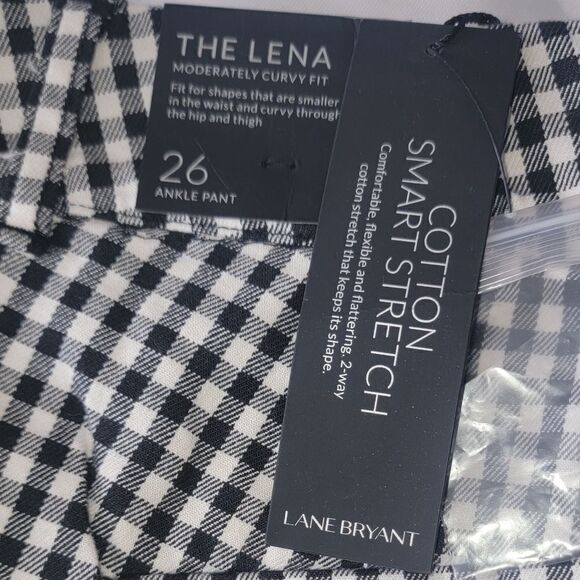 THE LENA
MODERATELY CURVY FIT
Fit for shapes that are smaller
in the waist and curvy through
the hip and thigh
26
ANKLE PANT
COTTON
SMART STRETCH
Comfortable, flexible and flattering. 2-way
cotton stretch that keeps its shape.
LANE BRYANT